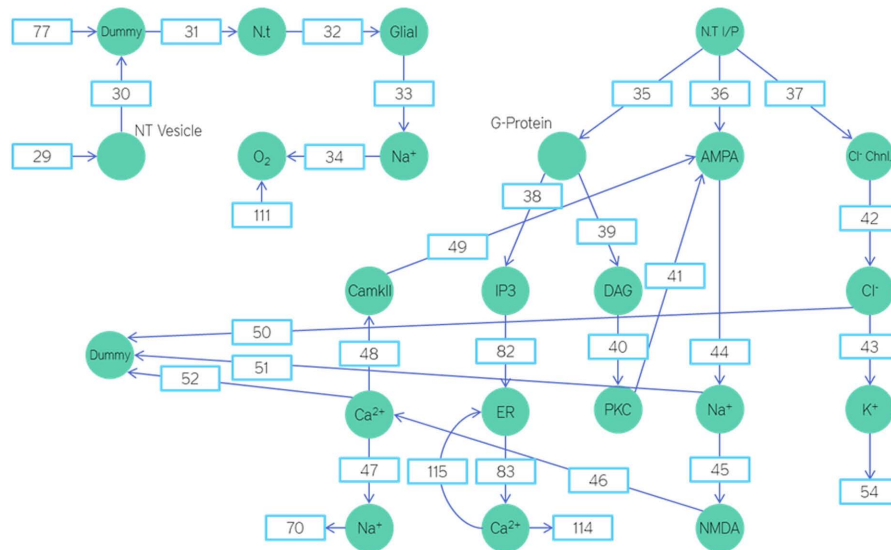 77
Dummy
31
N.t
32
Glial
N.T I/P
30
33
35
36
37
NT Vesicle
G-Protein
29
O₂
34
Na⁺
AMPA
Cl⁻ Chnl.
111
38
39
42
49
41
CamkII
IP3
DAG
Cl⁻
50
Dummy
48
82
40
44
43
51
52
Ca²⁺
ER
PKC
Na⁺
K⁺
47
115
83
46
45
54
70
Na⁺
Ca²⁺
114
NMDA